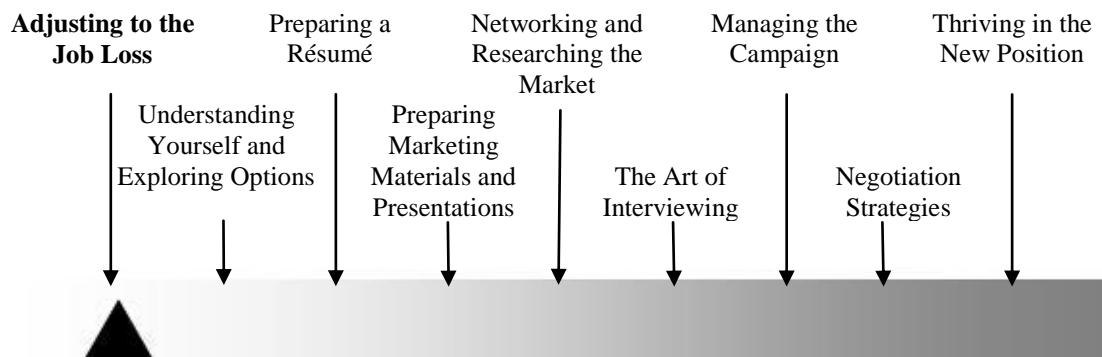 Adjusting to the
Job Loss
Understanding
Yourself and
Exploring Options
Preparing a
Résumé
Preparing
Marketing
Materials and
Presentations
Networking and
Researching the
Market
The Art of
Interviewing
Managing the
Campaign
Negotiation
Strategies
Thriving in the
New Position